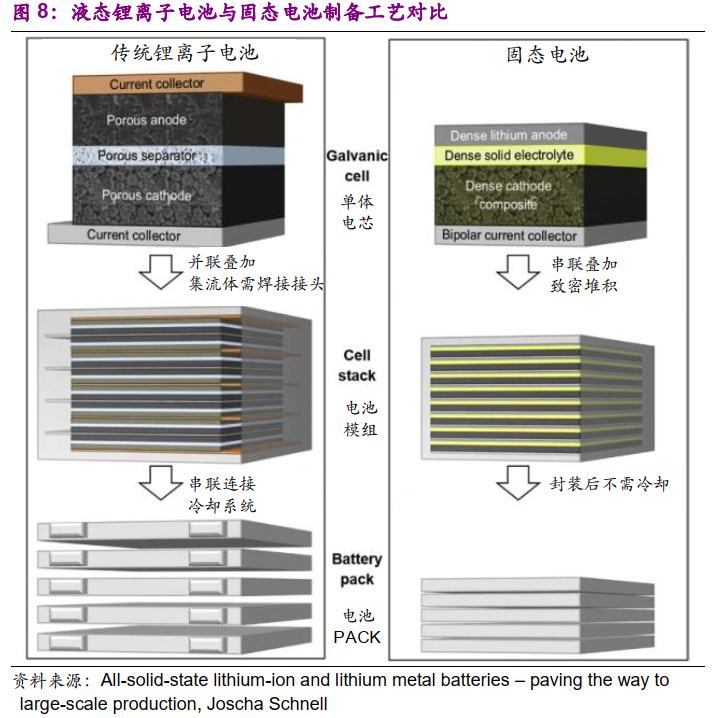 图 8：液态锂离子电池与固态电池制备工艺对比
传统锂离子电池
Current collector
Porous anode
Porous separator
Porous cathode
Current collector
Galvanic
cell
单体
电芯
固态电池
Dense lithium anode
Dense solid electrolyte
Dense cathode
composite
Bipolar current collector
并联叠加
集流体需焊接接头
串联叠加
致密堆积
Cell
stack
电池
模组
串联连接
冷却系统
封装后不需冷却
Battery
pack
电池
PACK
资料来源：All-solid-state lithium-ion and lithium metal batteries – paving the way to
large-scale production, Joscha Schnell